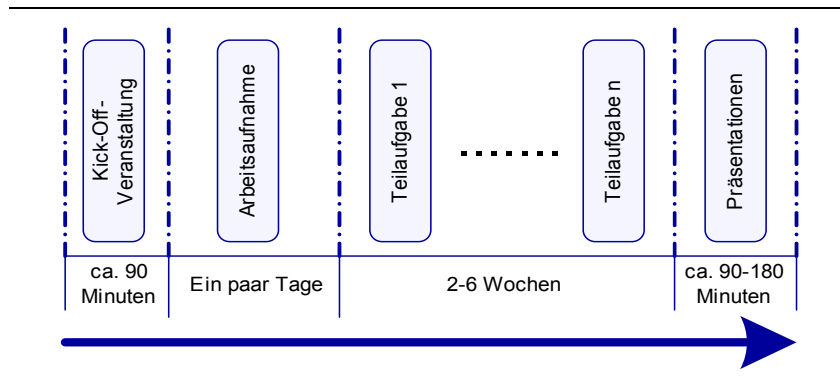 Kick-Off-
Veranstaltung
Arbeitsaufnahme
Teilaufgabe 1
Teilaufgabe n
Präsentationen
ca. 90
Minuten
Ein paar Tage
2-6 Wochen
ca. 90-180
Minuten